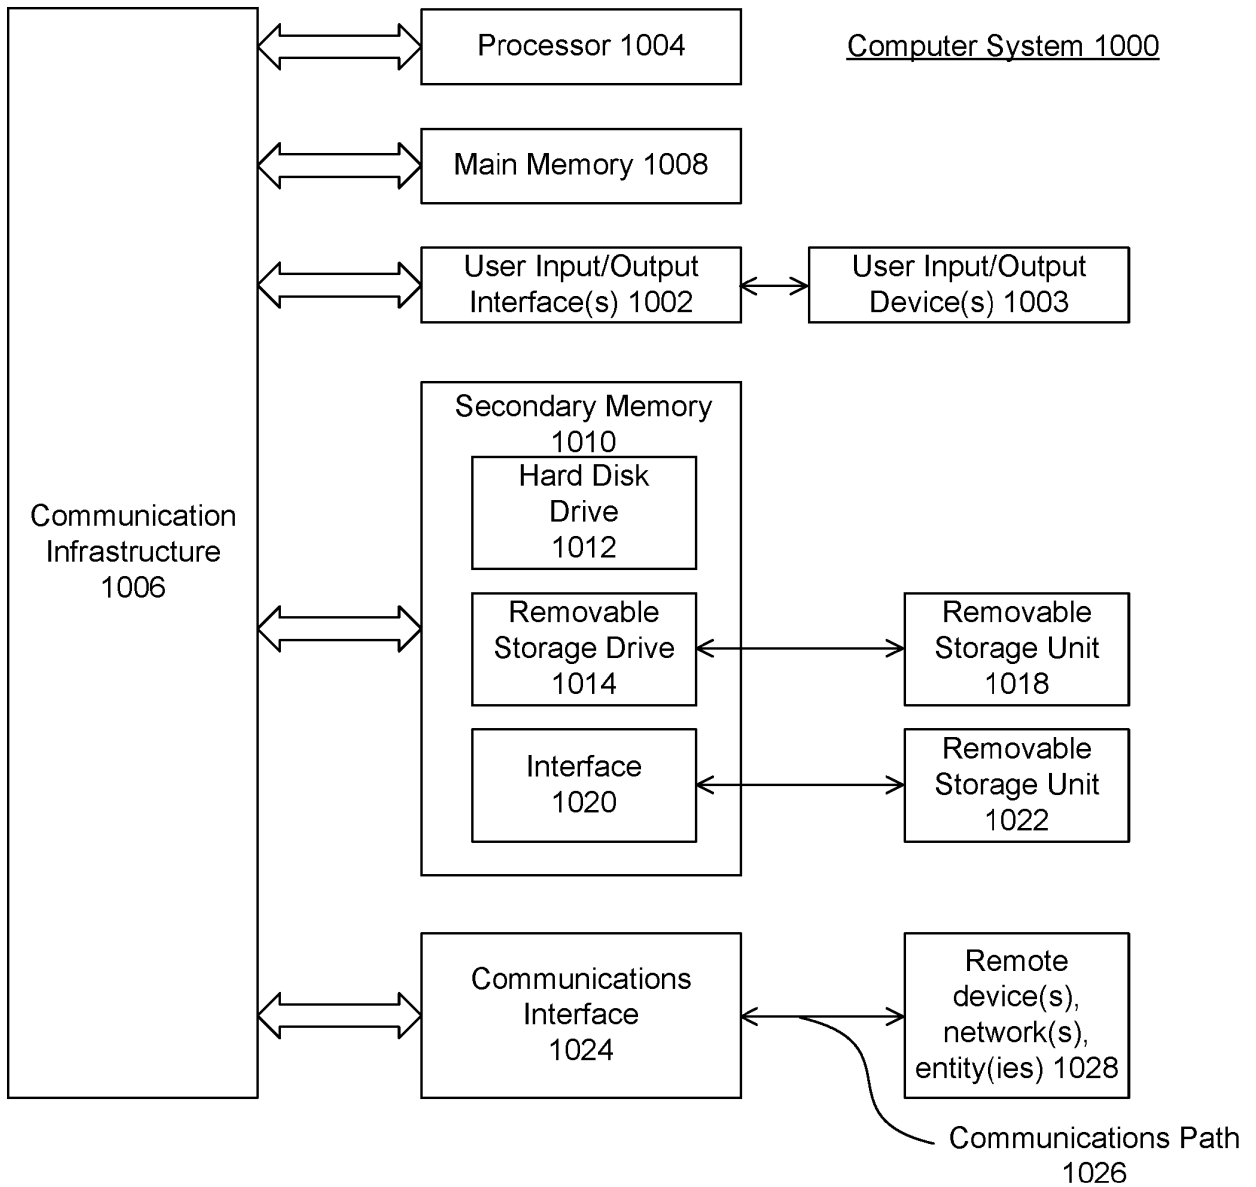 Processor 1004
Computer System 1000
Main Memory 1008
User Input/Output
Interface(s) 1002
User Input/Output
Device(s) 1003
Secondary Memory
1010
Hard Disk
Drive
1012
Communication
Infrastructure
1006
Removable
Storage Drive
1014
Removable
Storage Unit
1018
Interface
1020
Removable
Storage Unit
1022
Communications
Interface
1024
Remote
device(s),
network(s),
entity(ies) 1028
Communications Path
1026